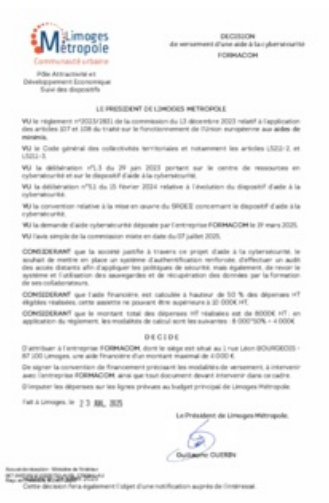 Limoges
Métropole
Communauté urbaine
Pôle Attractivité et
Développement Economique
Suivi des dispositifs
DECISION
de versement d'une aide à la cybersécurité
FORMACOM
LE PRESIDENT DE LIMOGES METROPOLE
VU le règlement n°2023/2831 de la commission du 13 décembre 2023 relatif à l'application
des articles 107 et 108 du traité sur le fonctionnement de l'Union européenne aux aides de
minimis,
VU le Code général des collectivités territoriales et notamment les articles L5211-2, et
L5211-3,
VU la délibération n°1.3 du 29 juin 2023 portant sur le centre de ressources en
cybersécurité et sur le dispositif d'aide à la cybersécurité.
VU la délibération n°5.1 du 15 février 2024 relative à l'évolution du dispositif d'aide à la
cybersécurité,
VU la convention relative à la mise en œuvre du SRDEII concernant le dispositif d'aide à la
cybersécurité,
VU la demande d'aide cybersécurité déposée par l'entreprise FORMACOM le 19 mars 2025,
VU l'avis simple de la commission mixte en date du 07 juillet 2025,
CONSIDERANT que la société justifie à travers ce projet d'aide à la cybersécurité, le
souhait de mettre en place un système d'authentification renforcée, d'effectuer un audit
des accès distants afin d'appliquer les politiques de sécurité mais également, de revoir le
système et l'utilisation des sauvegardes et de récupération des données par la formation
de ses collaborateurs.
CONSIDERANT que l'aide financière est calculée à hauteur de 50 % des dépenses HT
éligibles réalisées, cette assiette ne pouvant être supérieures à 10 000€ HT.
CONSIDERANT que le montant total des dépenses HT réalisées est de 8000€ HT, en
application du règlement, les modalités de calcul sont les suivantes : 8 000*50% = 4 000€
DECIDE
D'attribuer à l'entreprise FORMACOM, dont le siège est situé au 1 rue Léon BOURGEOIS -
87 100 Limoges, une aide financière d'un montant maximal de 4 000 €.
De signer la convention de financement précisant les modalités de versement, à intervenir
avec l'entreprise FORMACOM, ainsi que tout document devant intervenir dans ce cadre.
D'imputer les dépenses sur les lignes prévues au budget principal de Limoges Métropole.
Fait à Limoges, le 23 JUIL. 2025
Le Président de Limoges Métropole,
Guillaume GUERIN
Cette décision fera également l'objet d'une notification auprès de l'intéressé.